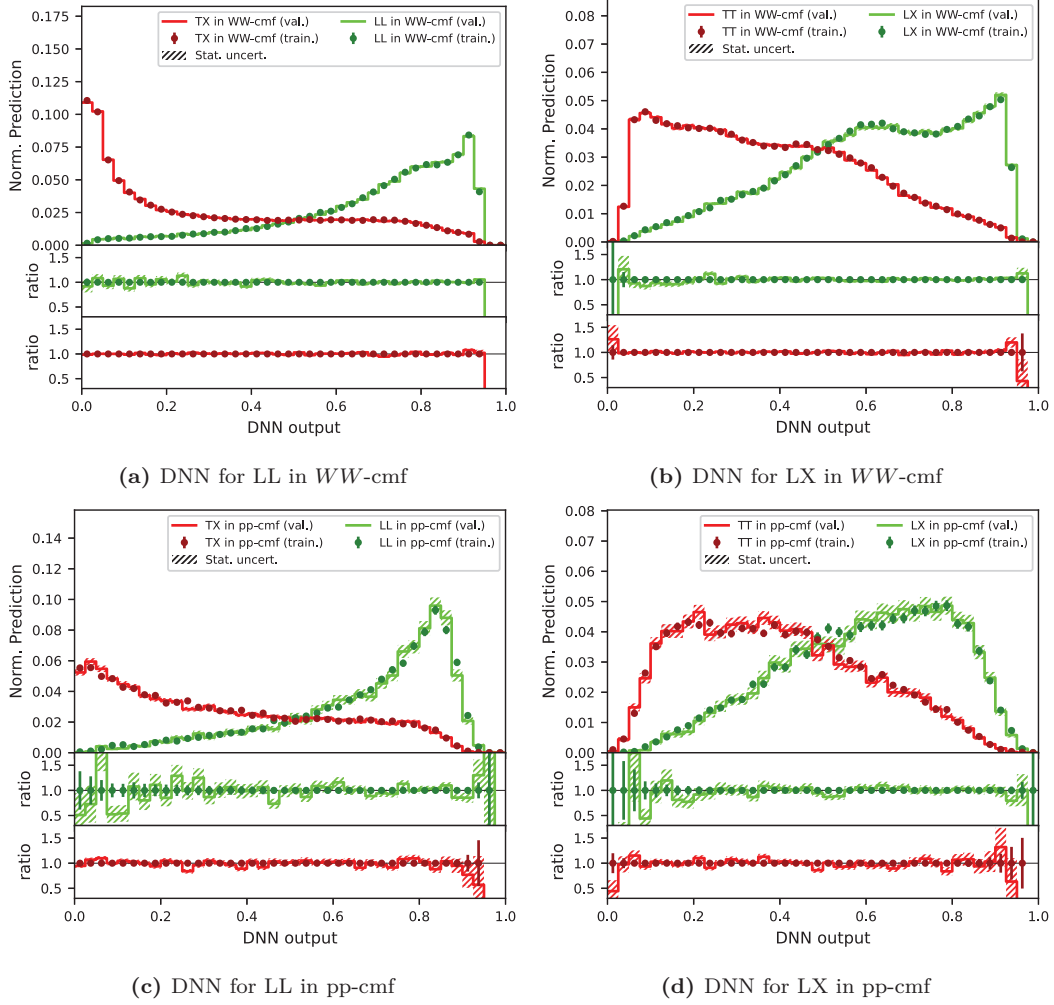 TX in WW-cmf (val.)
TX in WW-cmf (train.)
Stat. uncert.
LL in WW-cmf (val.)
LL in WW-cmf (train.)
Norm. Prediction
0.175
0.150
0.125
0.100
0.075
0.050
0.025
0.000
ratio
1.5
1.0
0.5
ratio
1.5
1.0
0.5
0.0 0.2 0.4 0.6 0.8 1.0
DNN output
(a) DNN for LL in WW-cmf
TT in WW-cmf (val.)
TT in WW-cmf (train.)
Stat. uncert.
LX in WW-cmf (val.)
LX in WW-cmf (train.)
Norm. Prediction
0.08
0.06
0.05
0.04
0.03
0.01
0.00
ratio
1.5
1.0
0.5
ratio
1.5
1.0
0.5
0.0 0.2 0.4 0.6 0.8 1.0
DNN output
(b) DNN for LX in WW-cmf
TX in pp-cmf (val.)
TX in pp-cmf (train.)
Stat. uncert.
LL in pp-cmf (val.)
LL in pp-cmf (train.)
Norm. Prediction
0.14
0.12
0.10
0.08
0.06
0.04
0.02
0.00
ratio
1.5
1.0
0.5
ratio
1.5
1.0
0.5
0.0 0.2 0.4 0.6 0.8 1.0
DNN output
(c) DNN for LL in pp-cmf
TT in pp-cmf (val.)
TT in pp-cmf (train.)
Stat. uncert.
LX in pp-cmf (val.)
LX in pp-cmf (train.)
Norm. Prediction
0.08
0.06
0.05
0.04
0.03
0.01
0.00
ratio
1.5
1.0
0.5
ratio
1.5
1.0
0.5
0.0 0.2 0.4 0.6 0.8 1.0
DNN output
(d) DNN for LX in pp-cmf